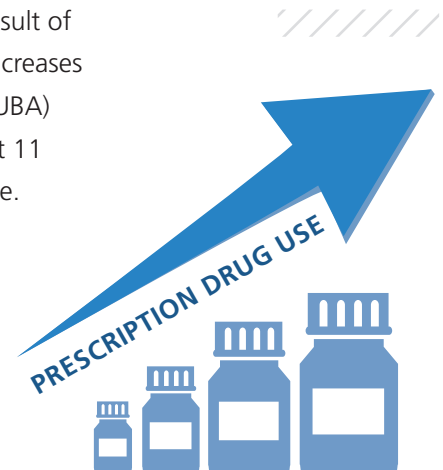 sult of
creases
UBA)
t 11
e.
PRESCRIPTION DRUG USE